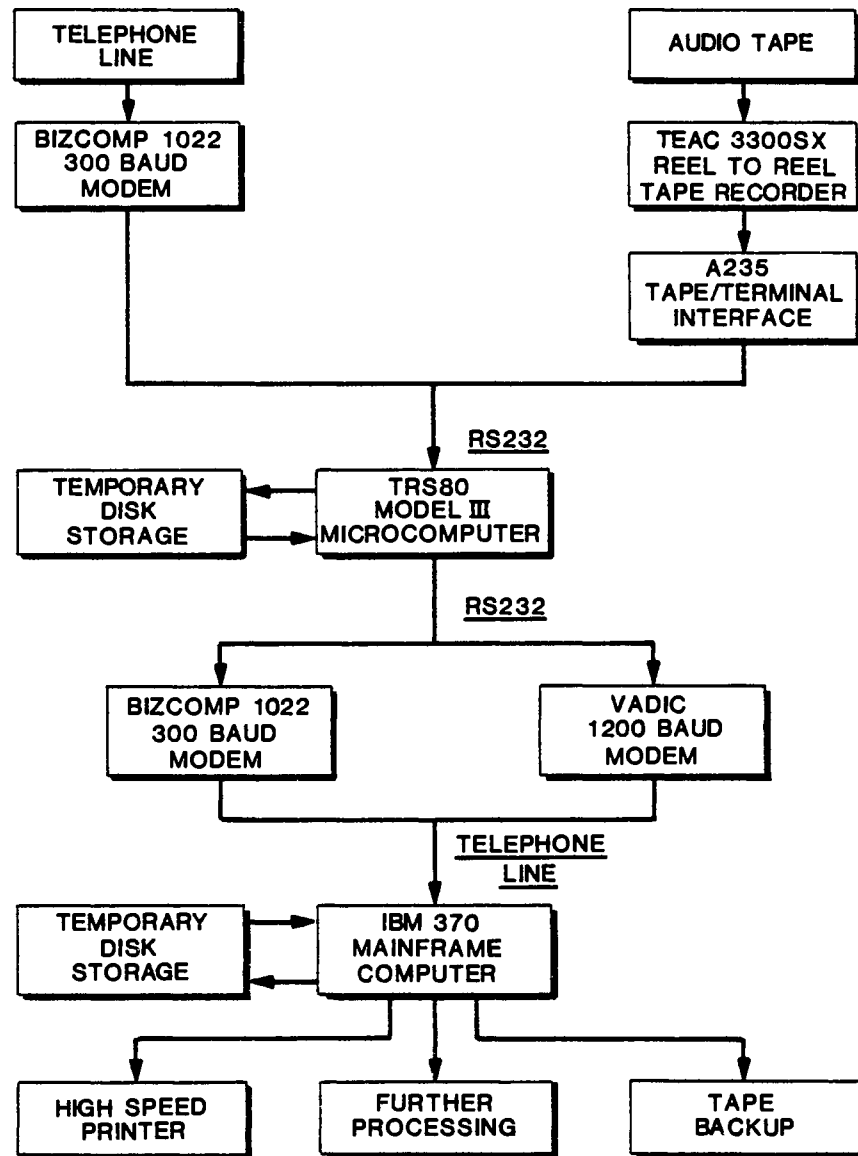 TELEPHONE
LINE
AUDIO TAPE
BIZCOMP 1022
300 BAUD
MODEM
TEAC 3300SX
REEL TO REEL
TAPE RECORDER
A235
TAPE/TERMINAL
INTERFACE
RS232
TEMPORARY
DISK
STORAGE
TRS80
MODEL III
MICROCOMPUTER
RS232
BIZCOMP 1022
300 BAUD
MODEM
VADIC
1200 BAUD
MODEM
TELEPHONE
LINE
TEMPORARY
DISK
STORAGE
IBM 370
MAINFRAME
COMPUTER
HIGH SPEED
PRINTER
FURTHER
PROCESSING
TAPE
BACKUP